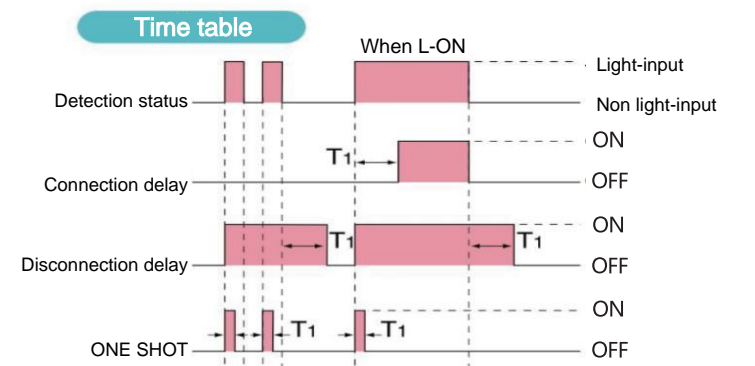 Time table
When L-ON
Light-input
Detection status
Non light-input
ON
T1
Connection delay
OFF
ON
T1
T1
Disconnection delay
OFF
ON
T1
T1
ONE SHOT
OFF